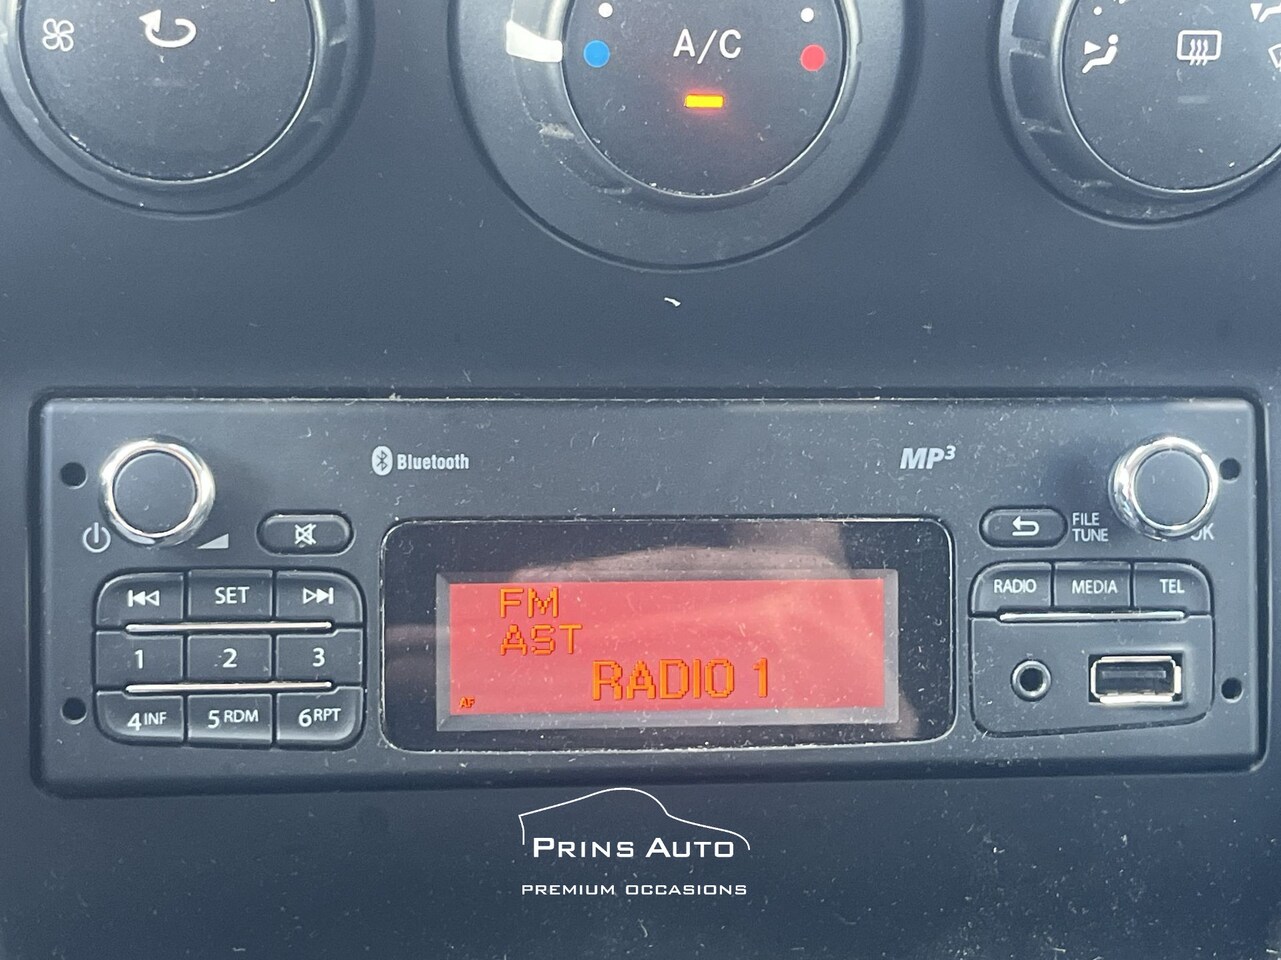 A/C
Bluetooth
MP3
FILE
TUNE
OK
SET
RADIO
MEDIA
TEL
FM
AST
RADIO 1
AF
1
2
3
4 INF
5 RDM
6 RPT
PRINS AUTO
PREMIUM OCCASIONS